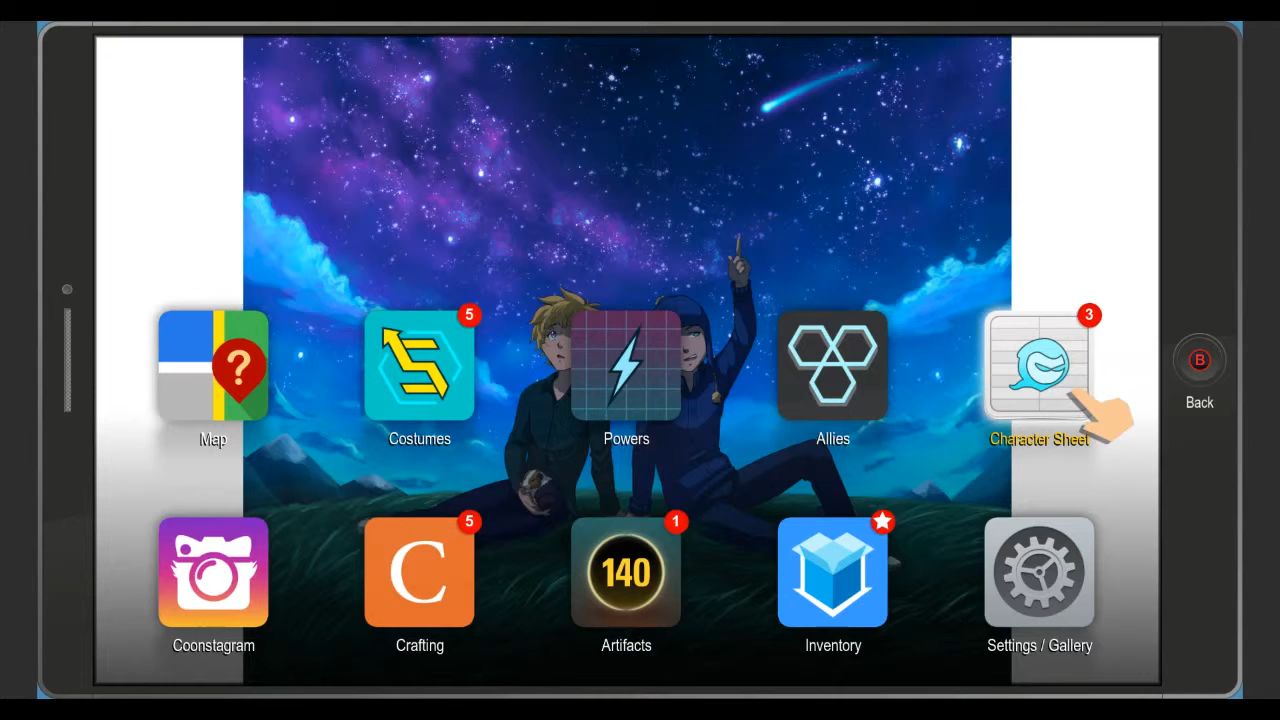 5
3
?
B
Back
Map
Costumes
Powers
Allies
Character Sheet
5
1
C
140
Coonstagram
Crafting
Artifacts
Inventory
Settings / Gallery